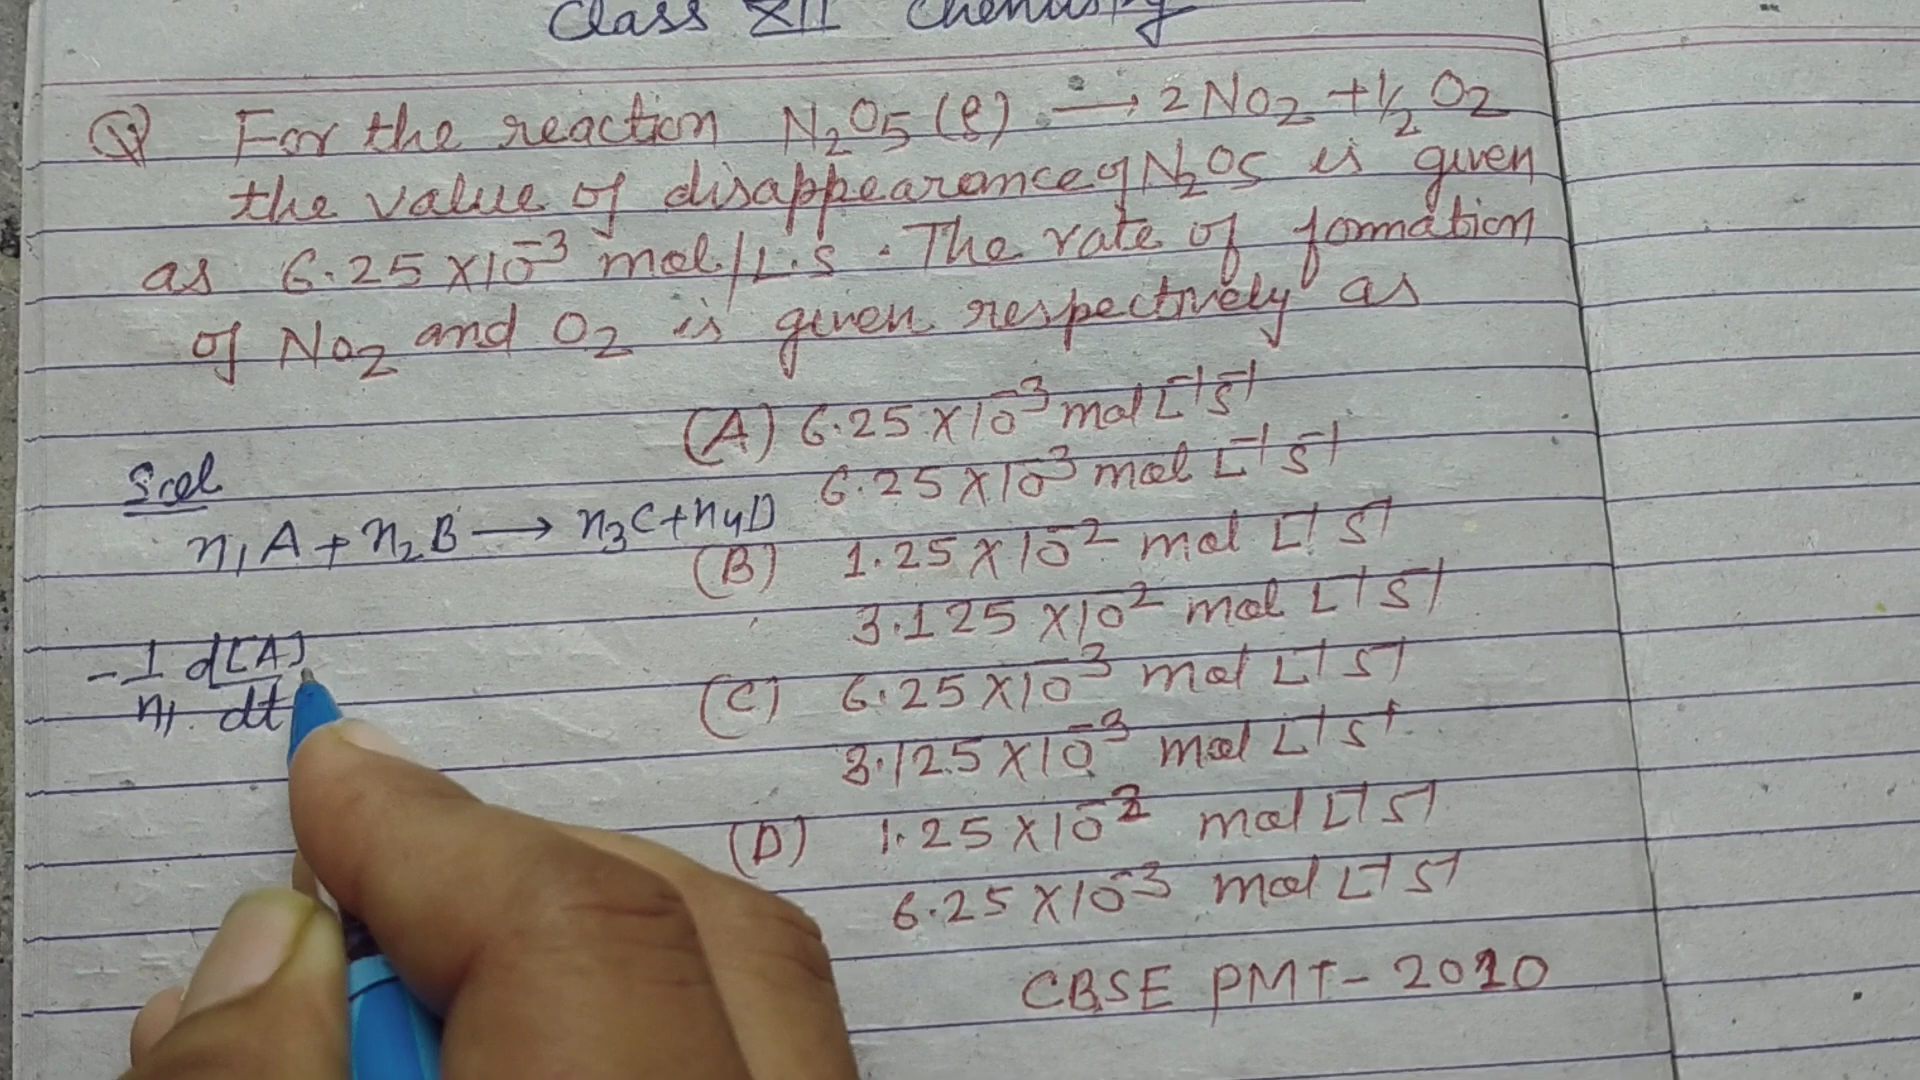 Class XII Chemistry
Q For the reaction N2O5(g) → 2NO2 + 1/2 O2
the value of disappearance of N2O5 is given
as 6.25 X 10^-3 mol/L.s. The rate of formation
of NO2 and O2 is given respectively as
(A) 6.25 X 10^-3 mol L^-1 S^-1
6.25 X 10^-3 mol L^-1 S^-1
Sol
n1A + n2B → n3C + n4D
(B) 1.25 X 10^-2 mol L^-1 S^-1
3.125 X 10^-2 mol L^-1 S^-1
-1/n1 d[A]/dt
(C) 6.25 X 10^-3 mol L^-1 S^-1
3.125 X 10^-3 mol L^-1 S^-1
(D) 1.25 X 10^-2 mol L^-1 S^-1
6.25 X 10^-3 mol L^-1 S^-1
CBSE PMT - 2010